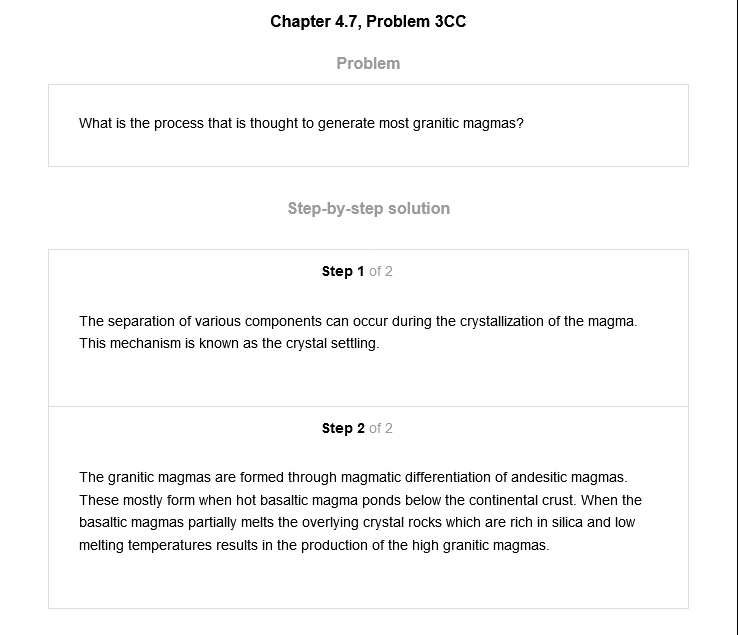 Chapter 4.7, Problem 3CC
Problem
What is the process that is thought to generate most granitic magmas?
Step-by-step solution
Step 1 of 2
The separation of various components can occur during the crystallization of the magma.
This mechanism is known as the crystal settling.
Step 2 of 2
The granitic magmas are formed through magmatic differentiation of andesitic magmas.
These mostly form when hot basaltic magma ponds below the continental crust. When the
basaltic magmas partially melts the overlying crystal rocks which are rich in silica and low
melting temperatures results in the production of the high granitic magmas.